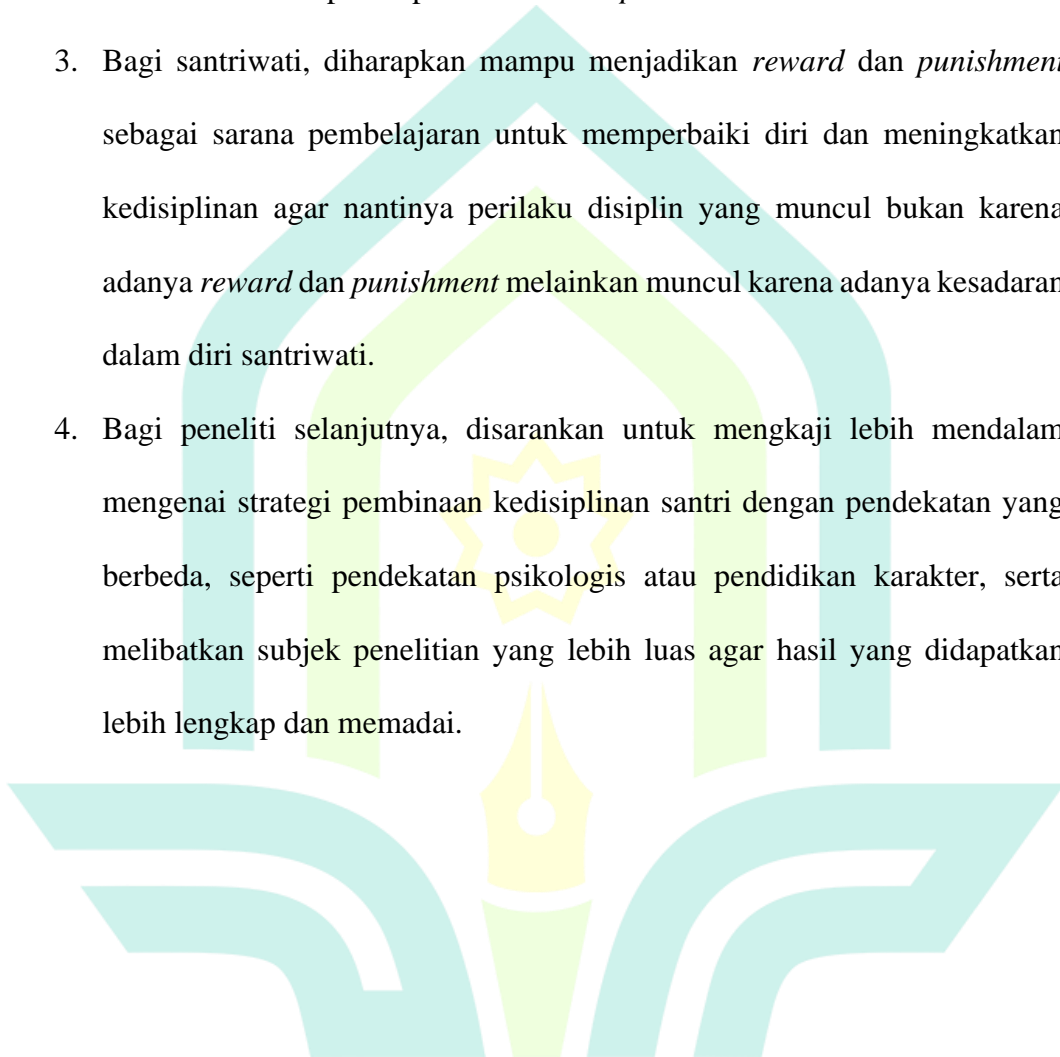 3. Bagi santriwati, diharapkan mampu menjadikan reward dan punishment
sebagai sarana pembelajaran untuk memperbaiki diri dan meningkatkan
kedisiplinan agar nantinya perilaku disiplin yang muncul bukan karena
adanya reward dan punishment melainkan muncul karena adanya kesadaran
dalam diri santriwati.
4. Bagi peneliti selanjutnya, disarankan untuk mengkaji lebih mendalam
mengenai strategi pembinaan kedisiplinan santri dengan pendekatan yang
berbeda, seperti pendekatan psikologis atau pendidikan karakter, serta
melibatkan subjek penelitian yang lebih luas agar hasil yang didapatkan
lebih lengkap dan memadai.